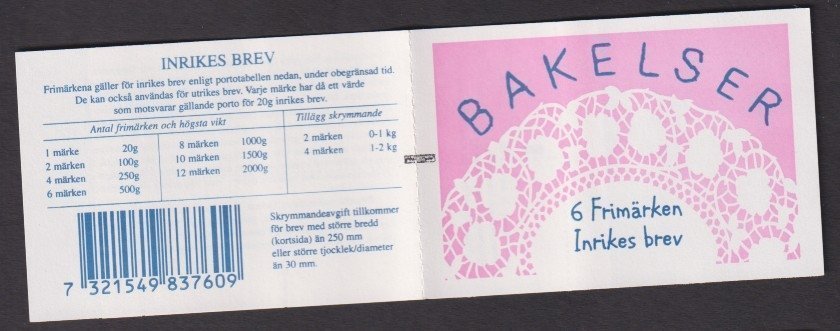 INRIKES BREV
Frimärkena gäller för inrikes brev enligt portotabellen nedan, under obegränsad tid.
De kan också användas för utrikes brev. Varje märke har då ett värde
som motsvarar gällande porto för 20g inrikes brev.
Antal frimärken och högsta vikt
Tillägg skrymmande
1 märke 20g 8 märken 1000g 2 märken 0-1 kg
2 märken 100g 10 märken 1500g 4 märken 1-2 kg
4 märken 250g 12 märken 2000g
6 märken 500g
Skrymmandeavgift tillkommer
för brev med större bredd
(kortsida) än 250 mm
eller större tjocklek/diameter
än 30 mm.
7 321549 837609
BAKELSER
6 Frimärken
Inrikes brev